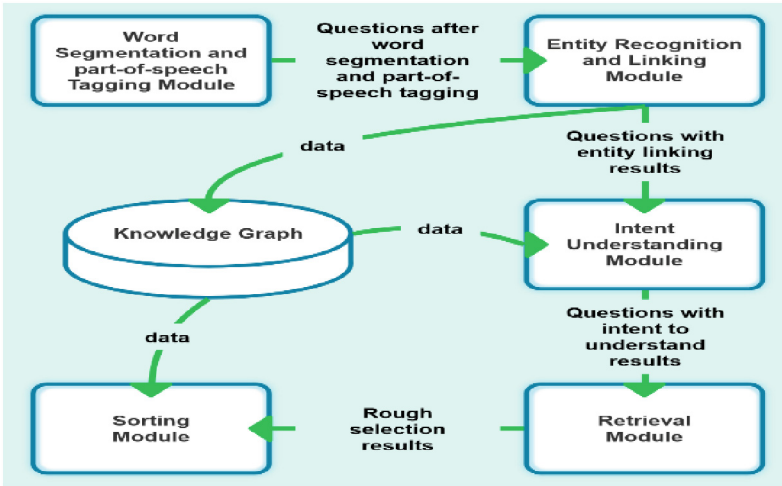 Word
Segmentation and
part-of-speech
Tagging Module
Questions after
word
segmentation
and part-of-
speech tagging
Entity Recognition
and Linking
Module
data
Questions with
entity linking
results
Knowledge Graph
data
Intent
Understanding
Module
data
Questions with
intent to
understand
results
Sorting
Module
Rough
selection
results
Retrieval
Module